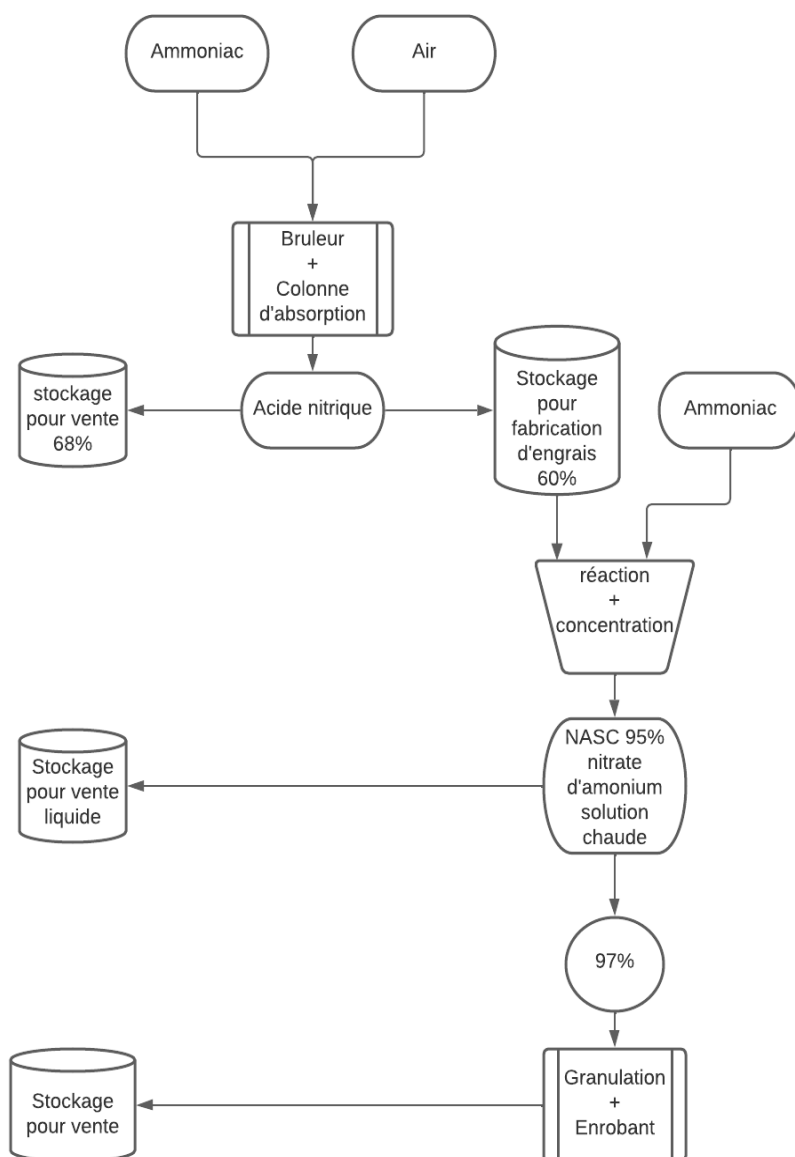 Ammoniac
Air
Bruleur
+
Colonne
d'absorption
stockage
pour vente
68%
Acide nitrique
Stockage
pour
fabrication
d'engrais
60%
Ammoniac
réaction
+
concentration
NASC 95%
nitrate
d'amonium
solution
chaude
Stockage
pour vente
liquide
97%
Granulation
+
Enrobant
Stockage
pour vente